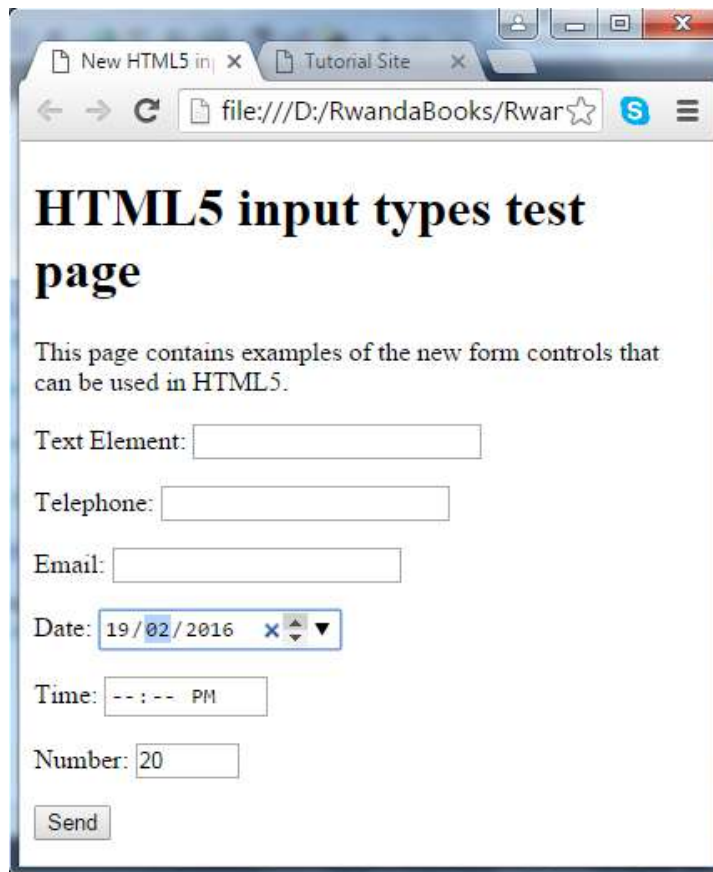 New HTML5 in
Tutorial Site
file:///D:/RwandaBooks/Rwar
HTML5 input types test
page
This page contains examples of the new form controls that
can be used in HTML5.
Text Element:
Telephone:
Email:
Date: 19/02/2016
Time: --:-- PM
Number: 20
Send